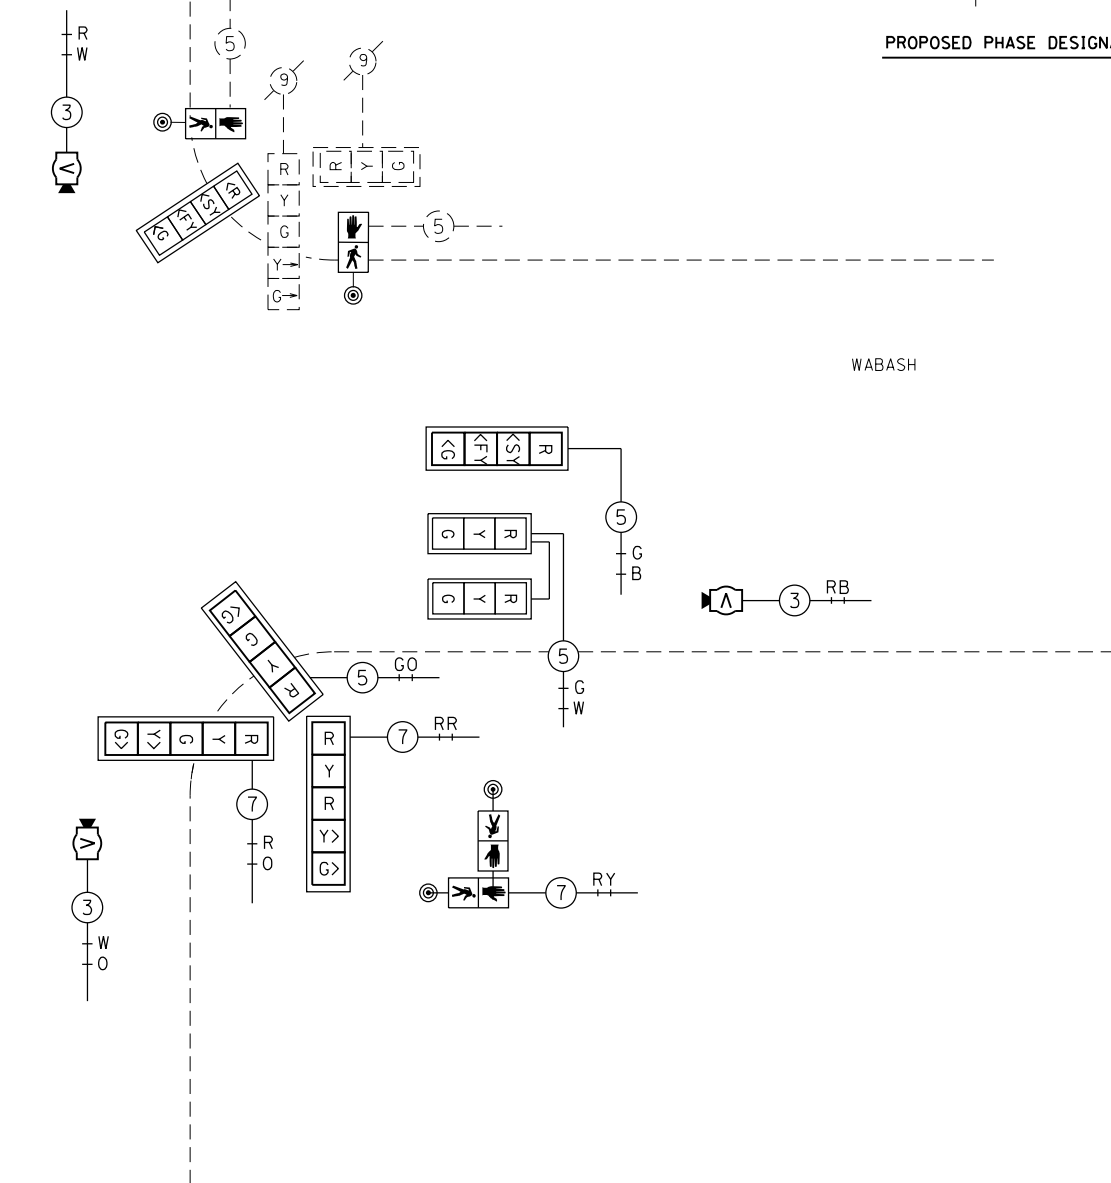 R
W
3
V
5
9
9
PROPOSED PHASE DESIGNA
R
Y
G
Y→
G→
R Y G
<G <FY <SY <R
5
WABASH
<G <FY <SY R
5
G
B
G Y R
G Y R
5
G
W
V 3 RB
<G G Y R
5 GO
G> Y> G Y R
7
R
O
R
Y
R
Y>
G>
7 RR
V
3
W
O
7 RY